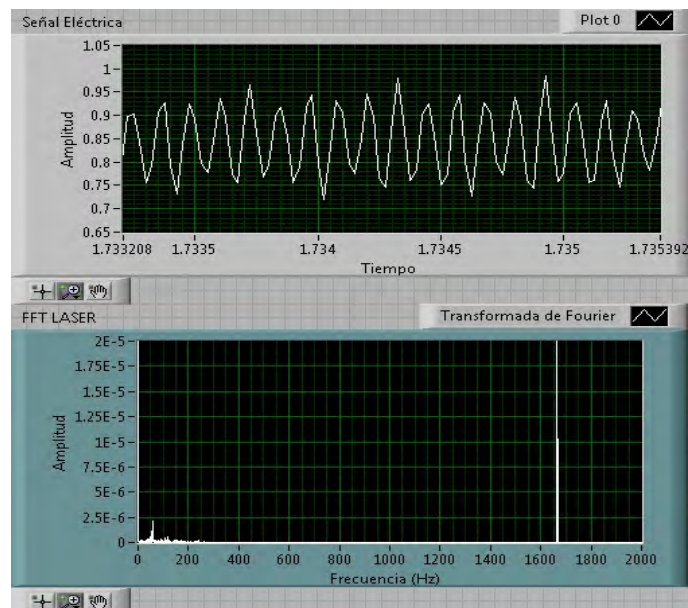 Señal Eléctrica
Plot 0
1.05
1
0.95
0.9
0.85
0.8
0.75
0.7
0.65
Amplitud
1.733208 1.7335 1.734 1.7345 1.735 1.735392
Tiempo
FFT LASER
Transformada de Fourier
2E-5
1.75E-5
1.5E-5
1.25E-5
1E-5
7.5E-6
5E-6
2.5E-6
0
Amplitud
0 200 400 600 800 1000 1200 1400 1600 1800 2000
Frecuencia (Hz)